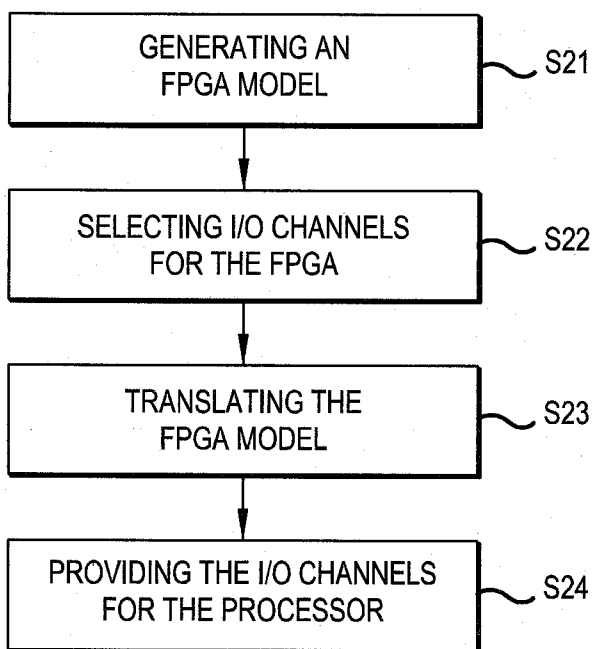 GENERATING AN
FPGA MODEL
S21
SELECTING I/O CHANNELS
FOR THE FPGA
S22
TRANSLATING THE
FPGA MODEL
S23
PROVIDING THE I/O CHANNELS
FOR THE PROCESSOR
S24